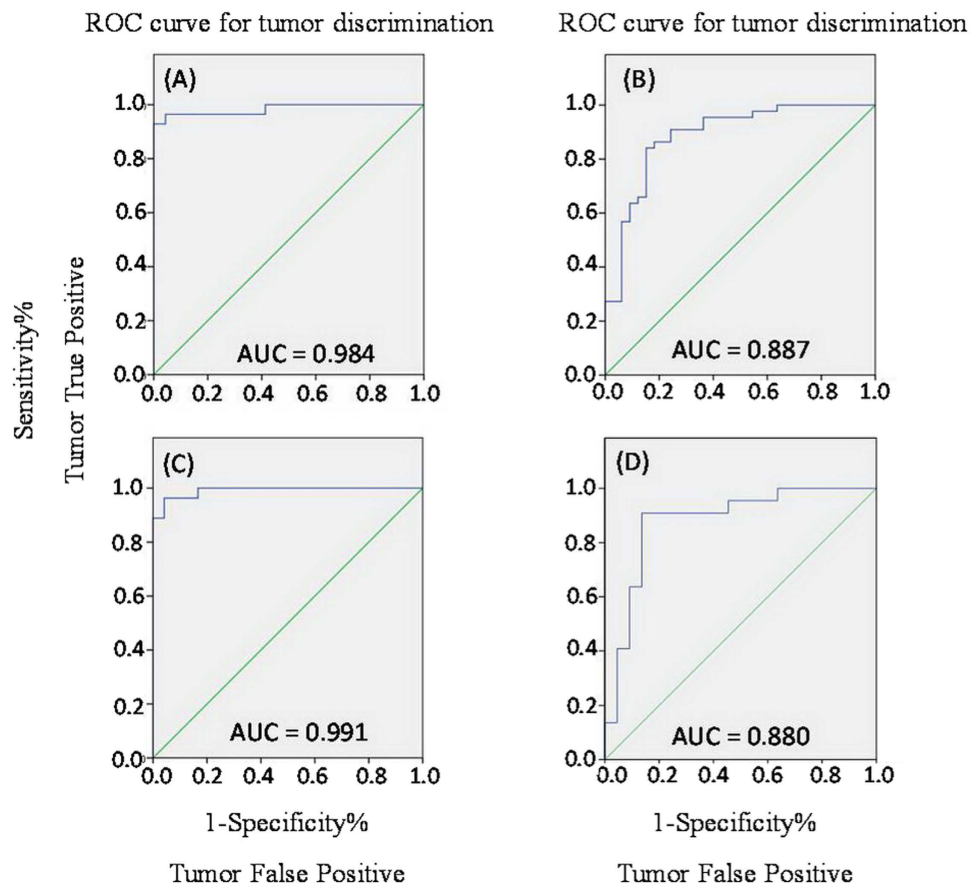 ROC curve for tumor discrimination
ROC curve for tumor discrimination
Sensitivity%
Tumor True Positive
(A)
1.0
0.8
0.6
0.4
0.2
0.0
AUC = 0.984
0.0 0.2 0.4 0.6 0.8 1.0
(B)
1.0
0.8
0.6
0.4
0.2
0.0
AUC = 0.887
0.0 0.2 0.4 0.6 0.8 1.0
(C)
1.0
0.8
0.6
0.4
0.2
0.0
AUC = 0.991
0.0 0.2 0.4 0.6 0.8 1.0
(D)
1.0
0.8
0.6
0.4
0.2
0.0
AUC = 0.880
0.0 0.2 0.4 0.6 0.8 1.0
1-Specificity%
1-Specificity%
Tumor False Positive
Tumor False Positive